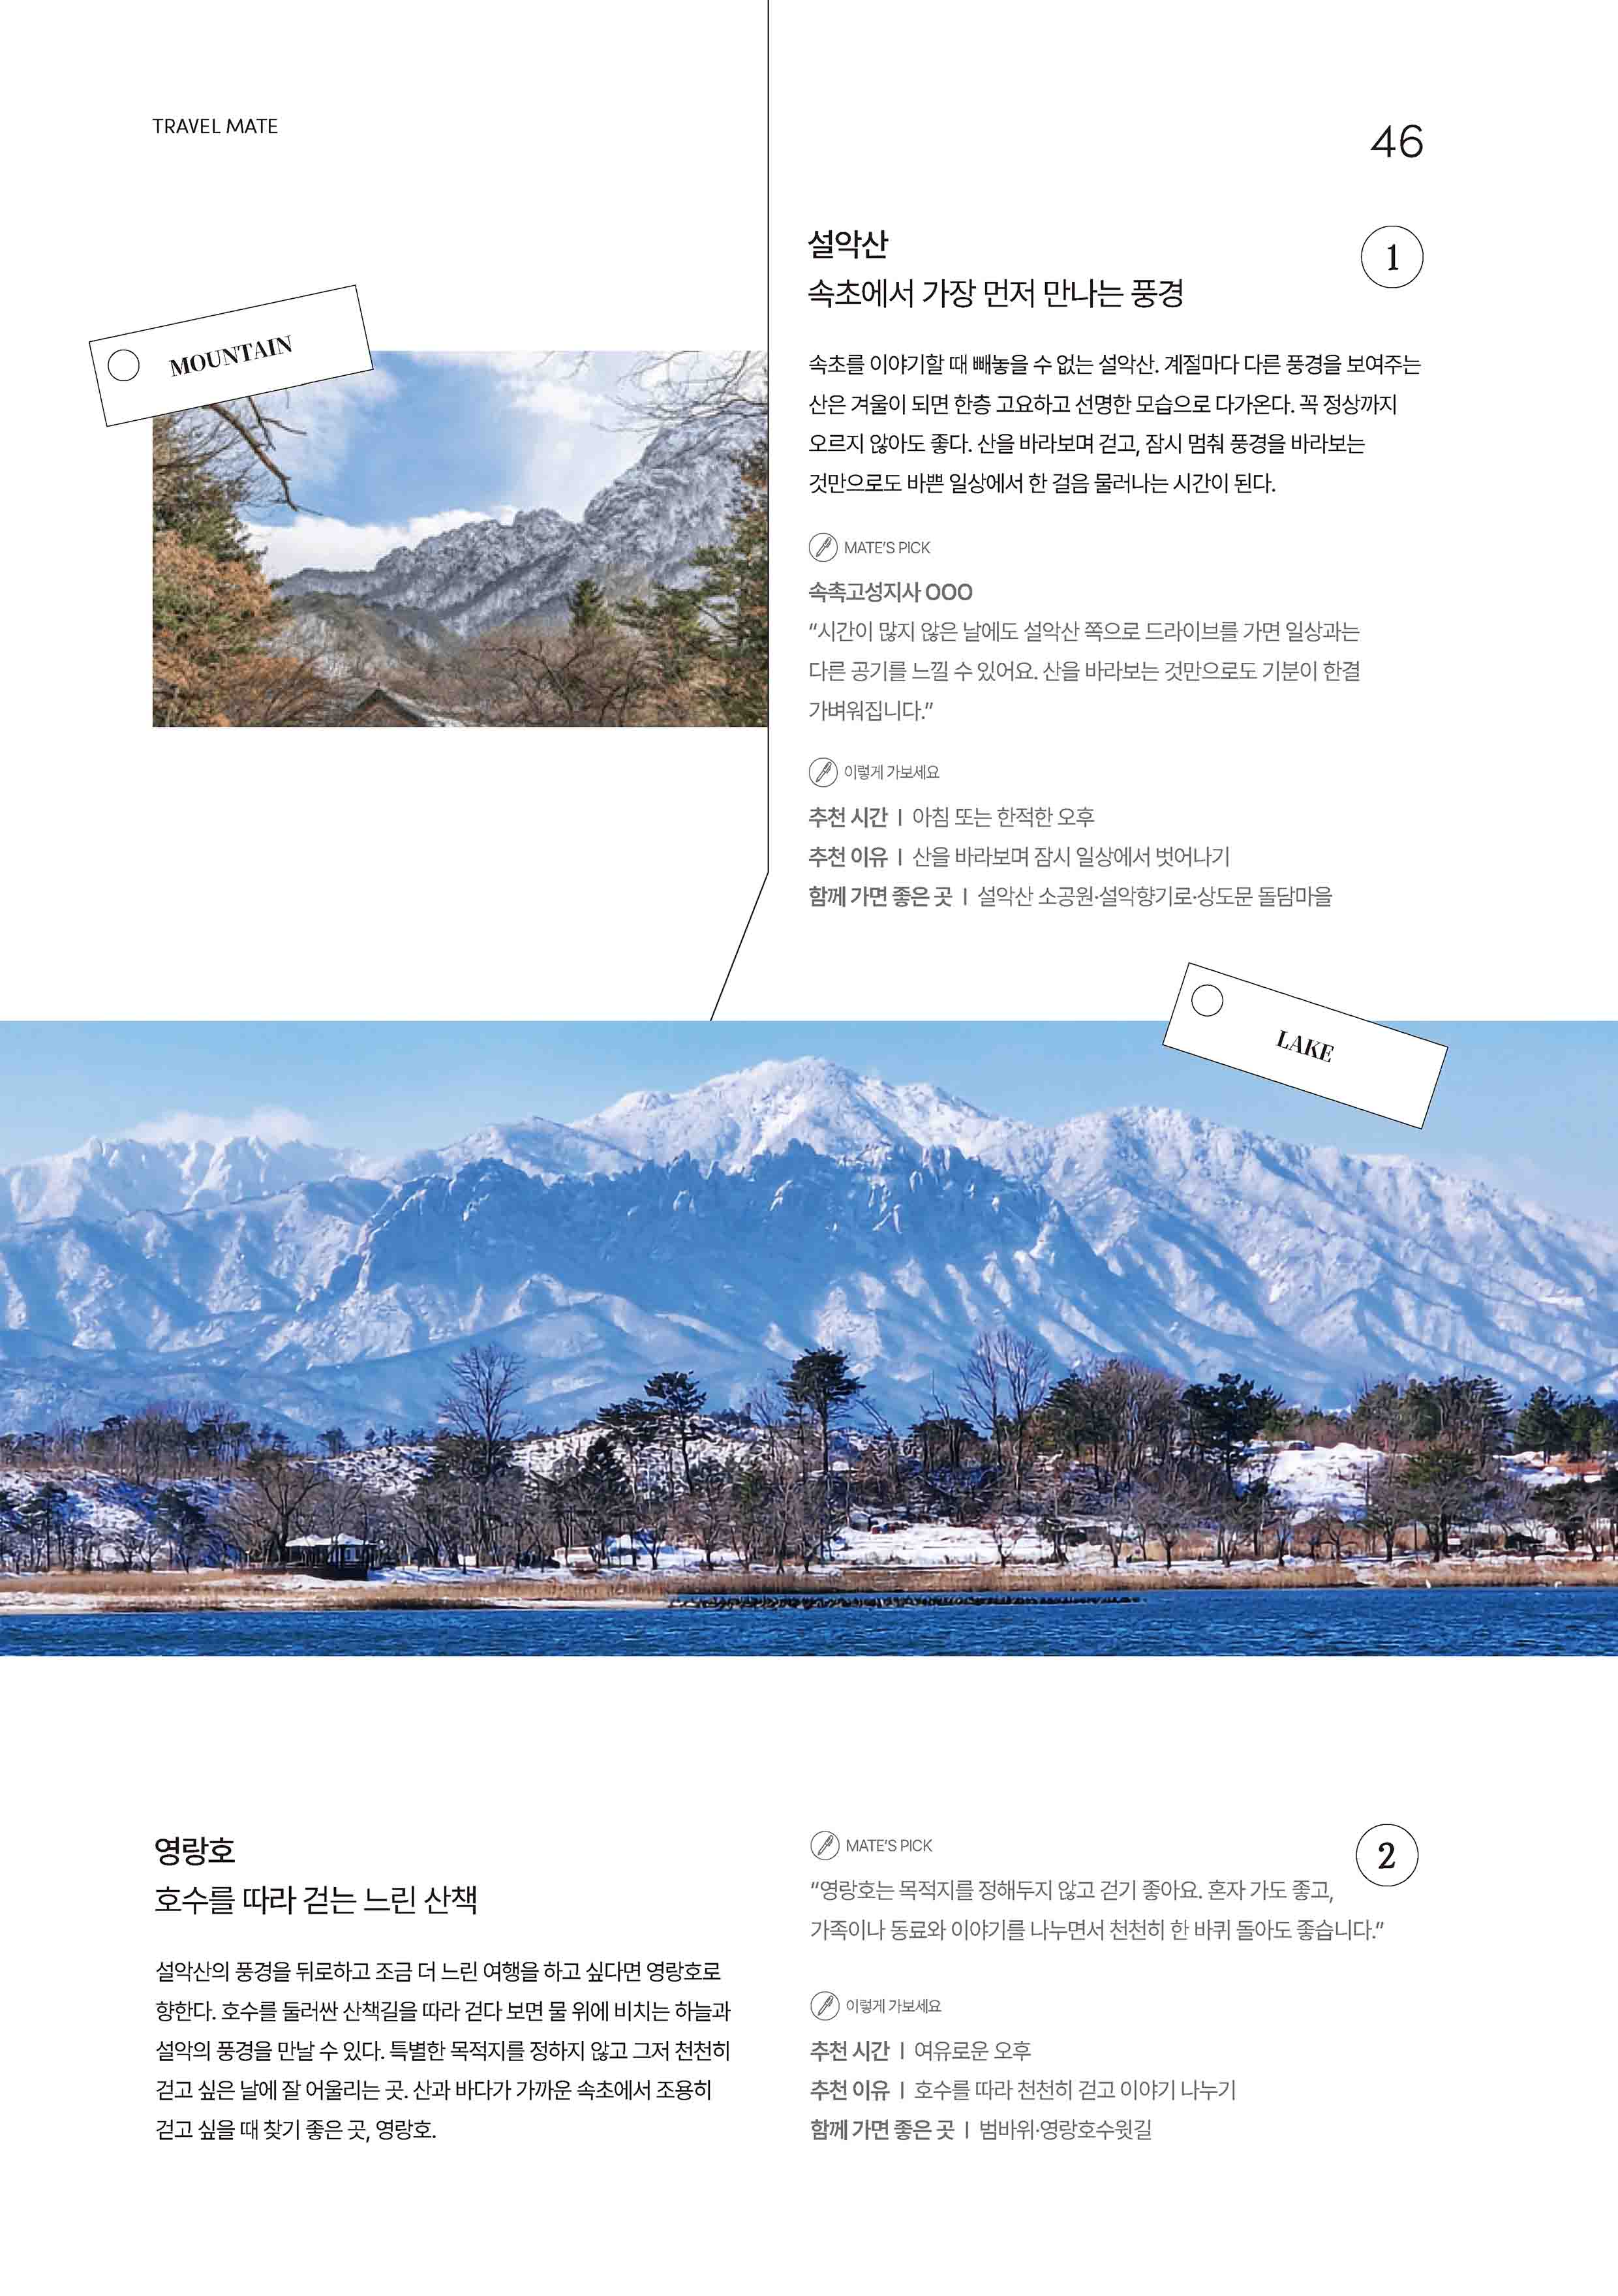 TRAVEL MATE
46
MOUNTAIN
설악산
1
속초에서 가장 먼저 만나는 풍경
속초를 이야기할 때 빼놓을 수 없는 설악산. 계절마다 다른 풍경을 보여주는
산은 겨울이 되면 한층 고요하고 선명한 모습으로 다가온다. 꼭 정상까지
오르지 않아도 좋다. 산을 바라보며 걷고, 잠시 멈춰 풍경을 바라보는
것만으로도 바쁜 일상에서 한 걸음 물러나는 시간이 된다.
MATE’S PICK
속촉고성지사 OOO
“시간이 많지 않은 날에도 설악산 쪽으로 드라이브를 가면 일상과는
다른 공기를 느낄 수 있어요. 산을 바라보는 것만으로도 기분이 한결
가벼워집니다.”
이렇게 가보세요
추천 시간 | 아침 또는 한적한 오후
추천 이유 | 산을 바라보며 잠시 일상에서 벗어나기
함께 가면 좋은 곳 | 설악산 소공원·설악향기로·상도문 돌담마을
LAKE
영랑호
호수를 따라 걷는 느린 산책
설악산의 풍경을 뒤로하고 조금 더 느린 여행을 하고 싶다면 영랑호로
향한다. 호수를 둘러싼 산책길을 따라 걷다 보면 물 위에 비치는 하늘과
설악의 풍경을 만날 수 있다. 특별한 목적지를 정하지 않고 그저 천천히
걷고 싶은 날에 잘 어울리는 곳. 산과 바다가 가까운 속초에서 조용히
걷고 싶을 때 찾기 좋은 곳, 영랑호.
MATE’S PICK
2
“영랑호는 목적지를 정해두지 않고 걷기 좋아요. 혼자 가도 좋고,
가족이나 동료와 이야기를 나누면서 천천히 한 바퀴 돌아도 좋습니다.”
이렇게 가보세요
추천 시간 | 여유로운 오후
추천 이유 | 호수를 따라 천천히 걷고 이야기 나누기
함께 가면 좋은 곳 | 범바위·영랑호수윗길